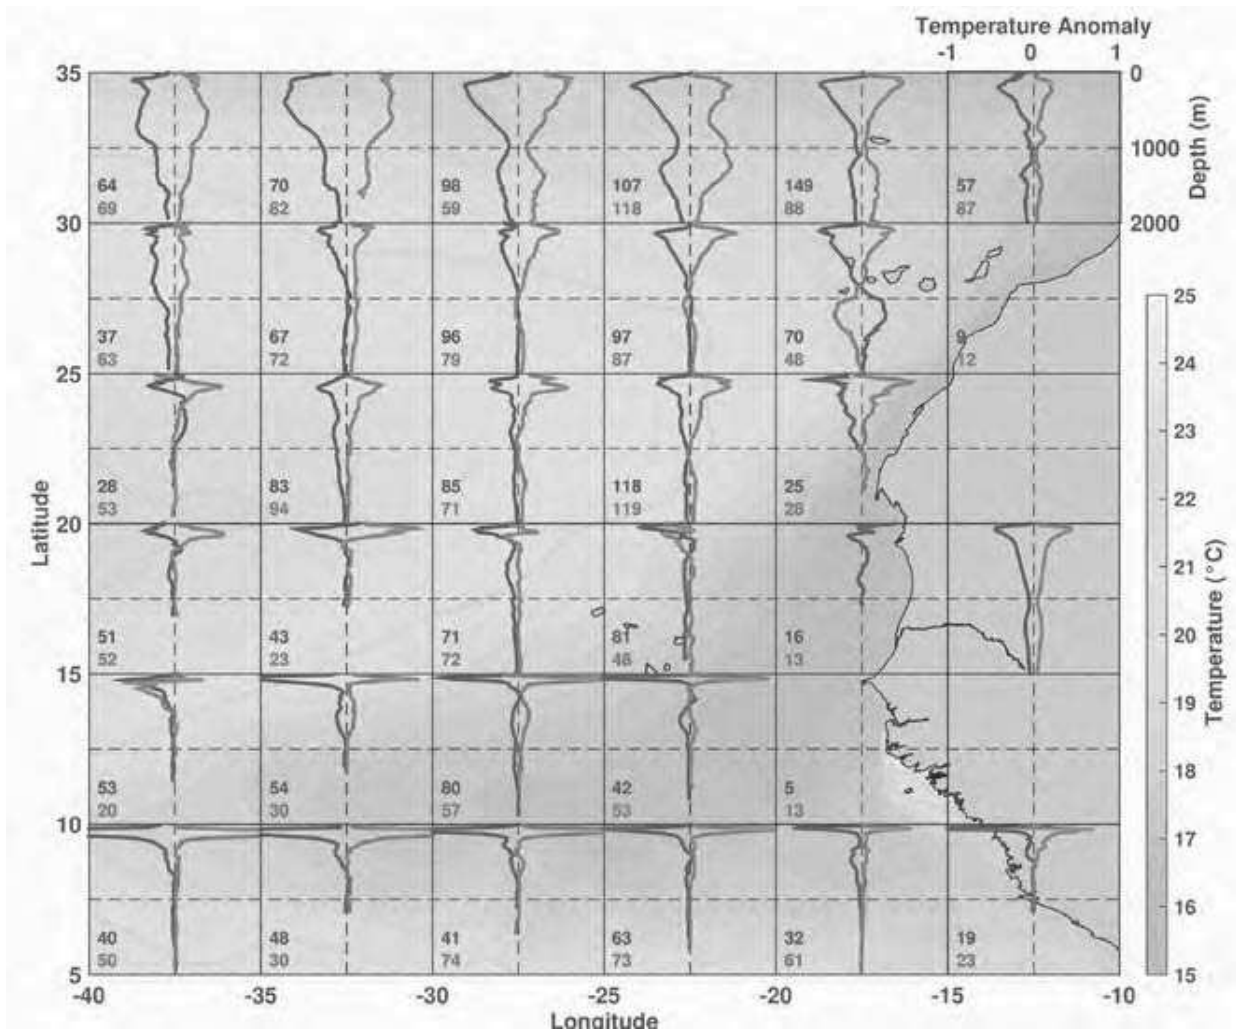 Temperature Anomaly
-1 0 1
35 0
64 70 98 107 149 57 1000
69 82 59 118 88 87
Depth (m)
30 2000
37 67 96 97 70 9
63 72 79 87 48 12
25 25
24
23
28 83 85 118 25 22
53 94 71 119 28
Latitude
20
21
51 43 71 81 16 20
52 23 72 46 13
15 19
Temperature (°C)
53 54 80 42 5 18
20 30 57 53 13
10 17
16
40 48 41 63 32 19
50 30 74 73 61 23
5 15
-40 -35 -30 -25 -20 -15 -10
Longitude